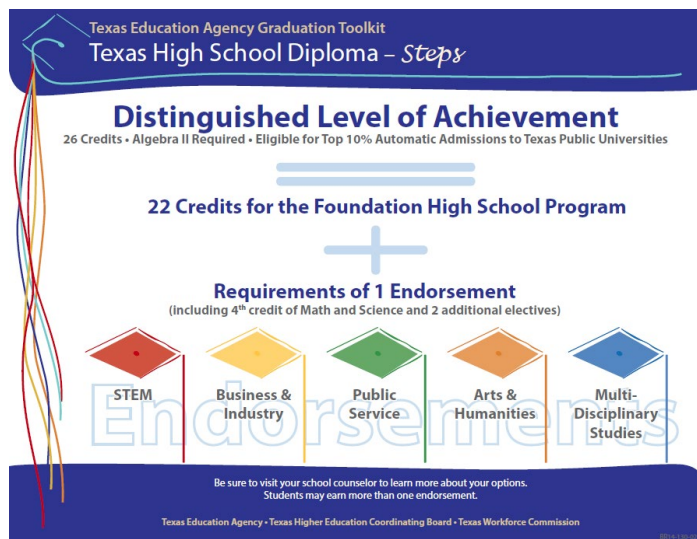 Texas Education Agency Graduation Toolkit
Texas High School Diploma – Steps
Distinguished Level of Achievement
26 Credits • Algebra II Required • Eligible for Top 10% Automatic Admissions to Texas Public Universities
22 Credits for the Foundation High School Program
Requirements of 1 Endorsement
(including 4th credit of Math and Science and 2 additional electives)
STEM
Business &
Industry
Public
Service
Arts &
Humanities
Multi-
Disciplinary
Studies
Endorsements
Be sure to visit your school counselor to learn more about your options.
Students may earn more than one endorsement.
Texas Education Agency • Texas Higher Education Coordinating Board • Texas Workforce Commission